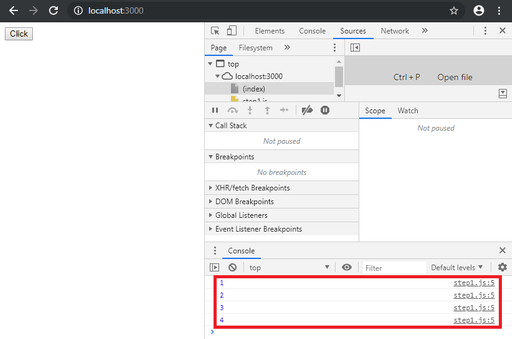 localhost:3000
Click
Elements Console Sources Network »
Page Filesystem »
top
localhost:3000
(index)
step1.js
Ctrl + P Open file
Call Stack
Not paused
Breakpoints
No breakpoints
XHR/fetch Breakpoints
DOM Breakpoints
Global Listeners
Event Listener Breakpoints
Scope Watch
Not paused
Console
top Filter Default levels
1 step1.js:5
2 step1.js:5
3 step1.js:5
4 step1.js:5